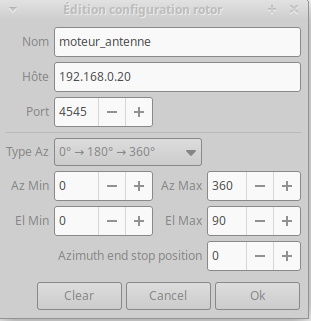 Édition configuration rotor
Nom moteur_antenne
Hôte 192.168.0.20
Port 4545 − +
Type Az 0° → 180° → 360°
Az Min 0 − + Az Max 360 − +
El Min 0 − + El Max 90 − +
Azimuth end stop position 0 − +
Clear Cancel Ok